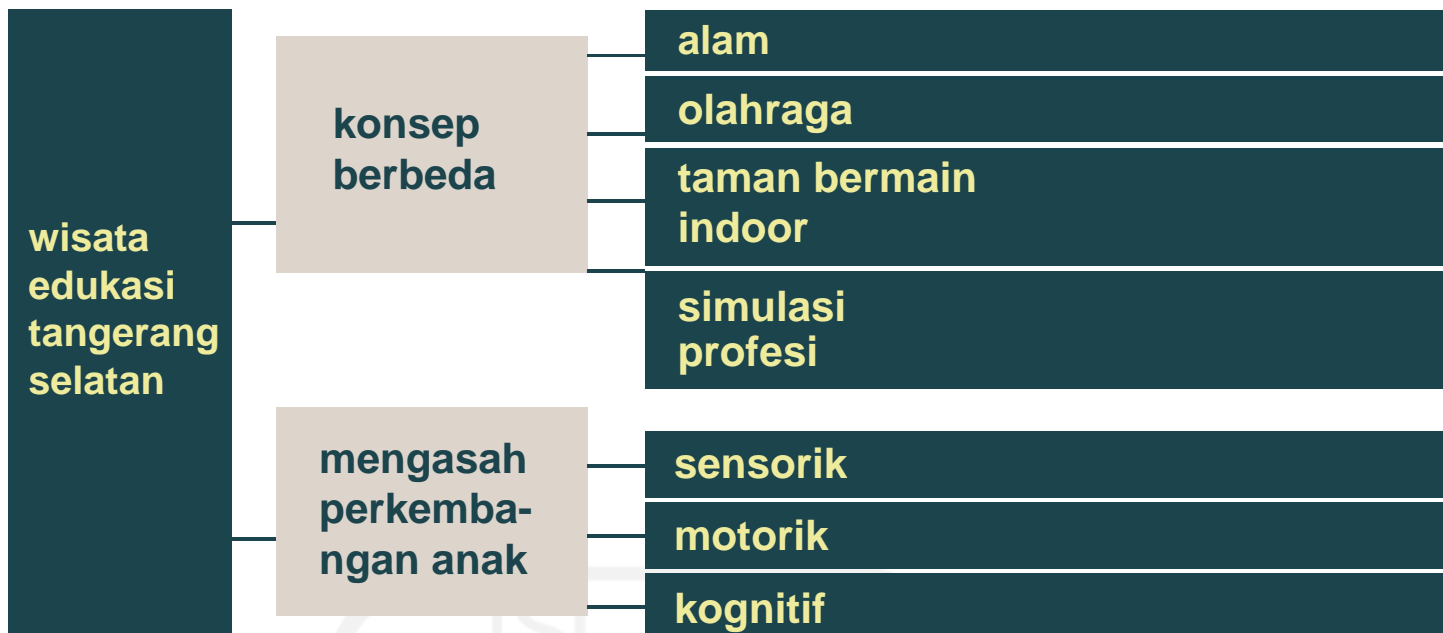 wisata
edukasi
tangerang
selatan
konsep
berbeda
alam
olahraga
taman bermain
indoor
simulasi
profesi
mengasah
perkemba-
ngan anak
sensorik
motorik
kognitif